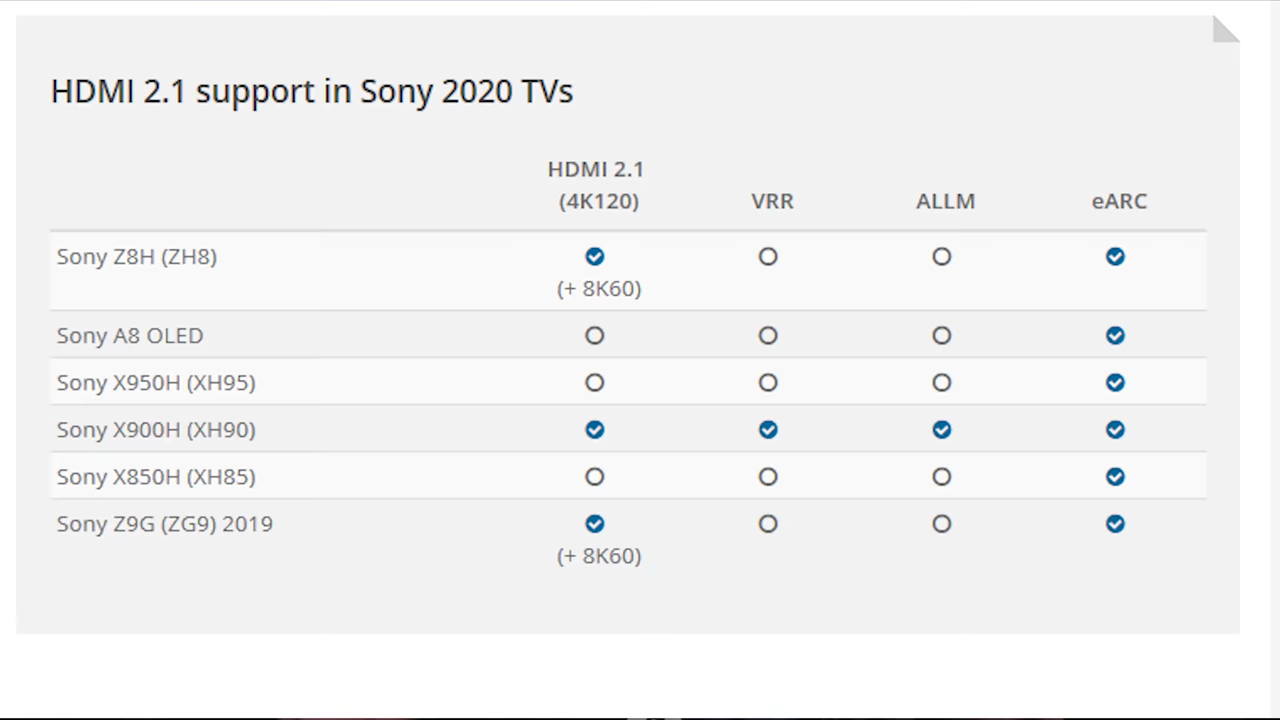 HDMI 2.1 support in Sony 2020 TVs
HDMI 2.1
(4K120) VRR ALLM eARC
Sony Z8H (ZH8)
(+ 8K60)
Sony A8 OLED
Sony X950H (XH95)
Sony X900H (XH90)
Sony X850H (XH85)
Sony Z9G (ZG9) 2019
(+ 8K60)